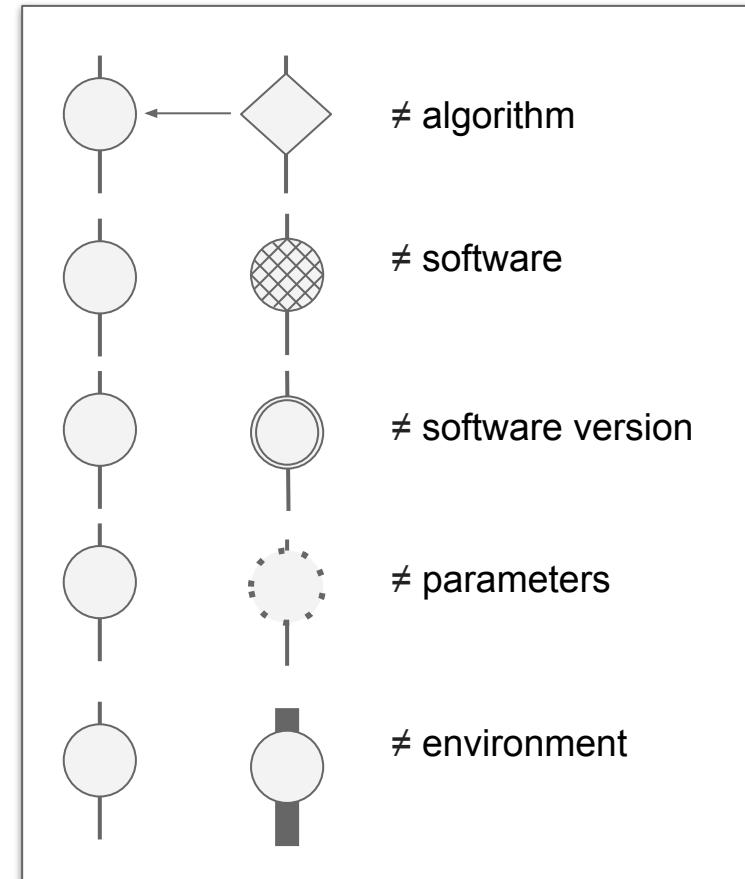 ≠ algorithm
≠ software
≠ software version
≠ parameters
≠ environment